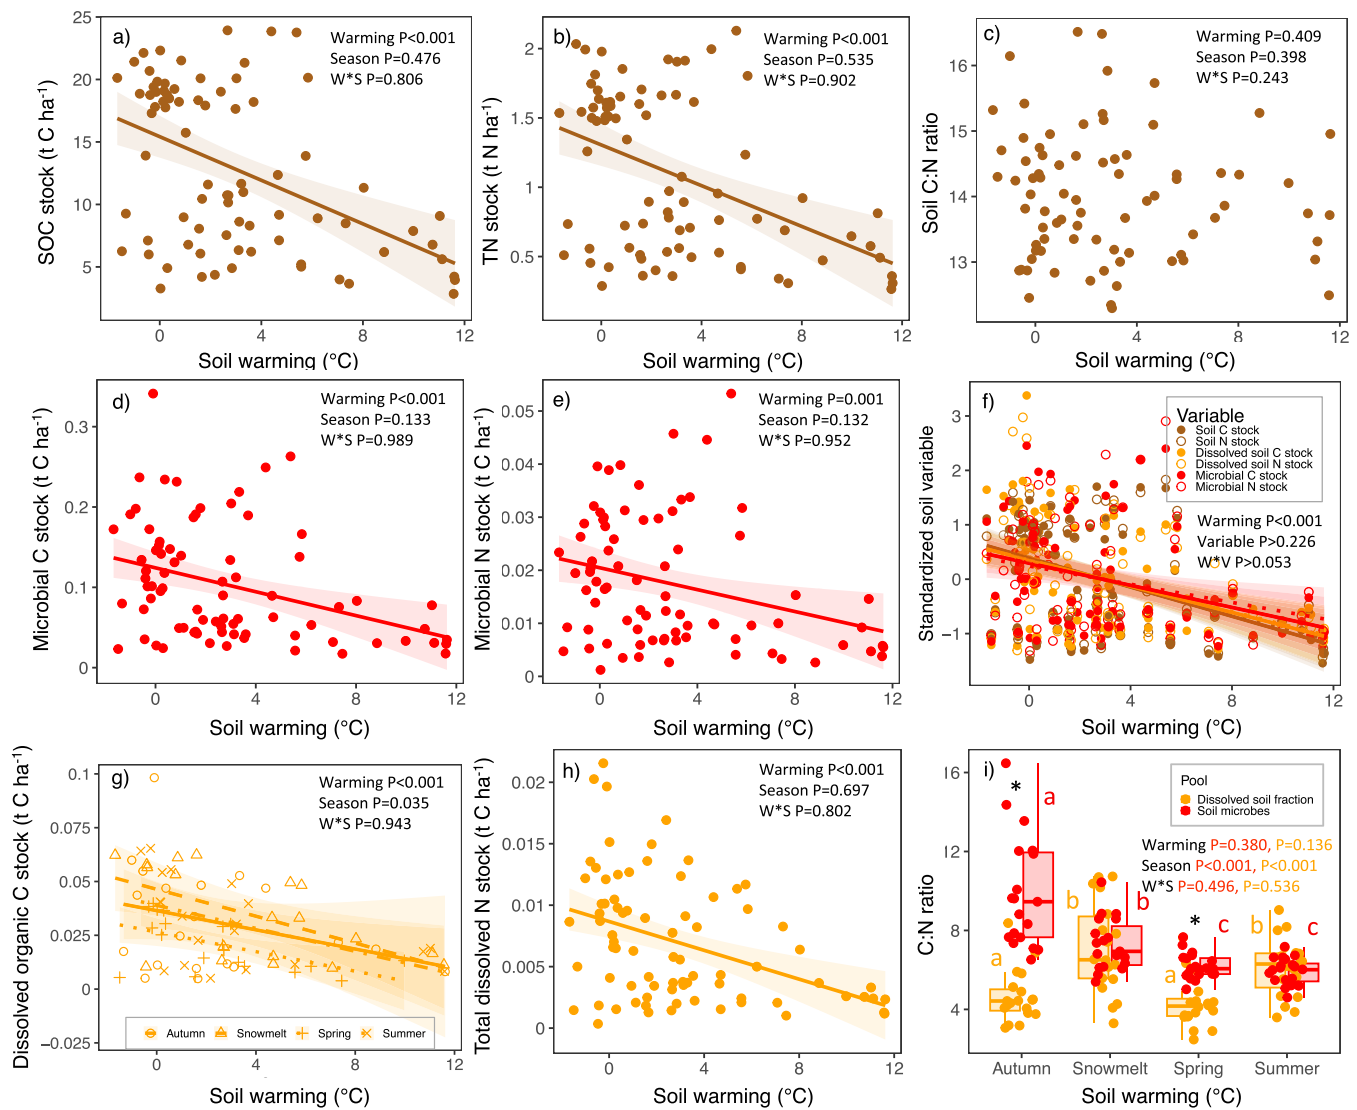 a)
Warming P<0.001
Season P=0.476
W*S P=0.806
SOC stock (t C ha-1)
25
20
15
10
5
0
4
8
12
Soil warming (°C)
b)
Warming P<0.001
Season P=0.535
W*S P=0.902
TN stock (t N ha-1)
2
1.5
1
0.5
0
4
8
12
Soil warming (°C)
c)
Warming P=0.409
Season P=0.398
W*S P=0.243
Soil C:N ratio
16
15
14
13
0
4
8
12
Soil warming (°C)
d)
Warming P<0.001
Season P=0.133
W*S P=0.989
Microbial C stock (t C ha-1)
0.3
0.2
0.1
0
0
4
8
12
Soil warming (°C)
e)
Warming P=0.001
Season P=0.132
W*S P=0.952
Microbial N stock (t C ha-1)
0.05
0.04
0.03
0.02
0.01
0
0
4
8
12
Soil warming (°C)
f)
Variable
Soil C stock
Soil N stock
Dissolved soil C stock
Dissolved soil N stock
Microbial C stock
Microbial N stock
Warming P<0.001
Variable P>0.226
W*V P>0.053
Standardized soil variable
3
2
1
0
−1
0
4
8
12
Soil warming (°C)
g)
Warming P<0.001
Season P=0.035
W*S P=0.943
Dissolved organic C stock (t C ha-1)
0.1
0.075
0.05
0.025
0
−0.025
Autumn
Snowmelt
Spring
Summer
0
4
8
12
Soil warming (°C)
h)
Warming P<0.001
Season P=0.697
W*S P=0.802
Total dissolved N stock (t C ha-1)
0.02
0.015
0.01
0.005
0
0
4
8
12
Soil warming (°C)
i)
Pool
Dissolved soil fraction
Soil microbes
Warming P=0.380, P=0.136
Season P<0.001, P<0.001
W*S P=0.496, P=0.536
C:N ratio
16
12
8
4
a
*
a
b
b
a
*
c
b
c
Autumn
Snowmelt
Spring
Summer
Soil warming (°C)